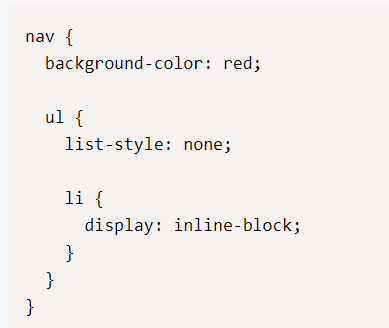 nav {
  background-color: red;

  ul {
    list-style: none;

    li {
      display: inline-block;
    }
  }
}